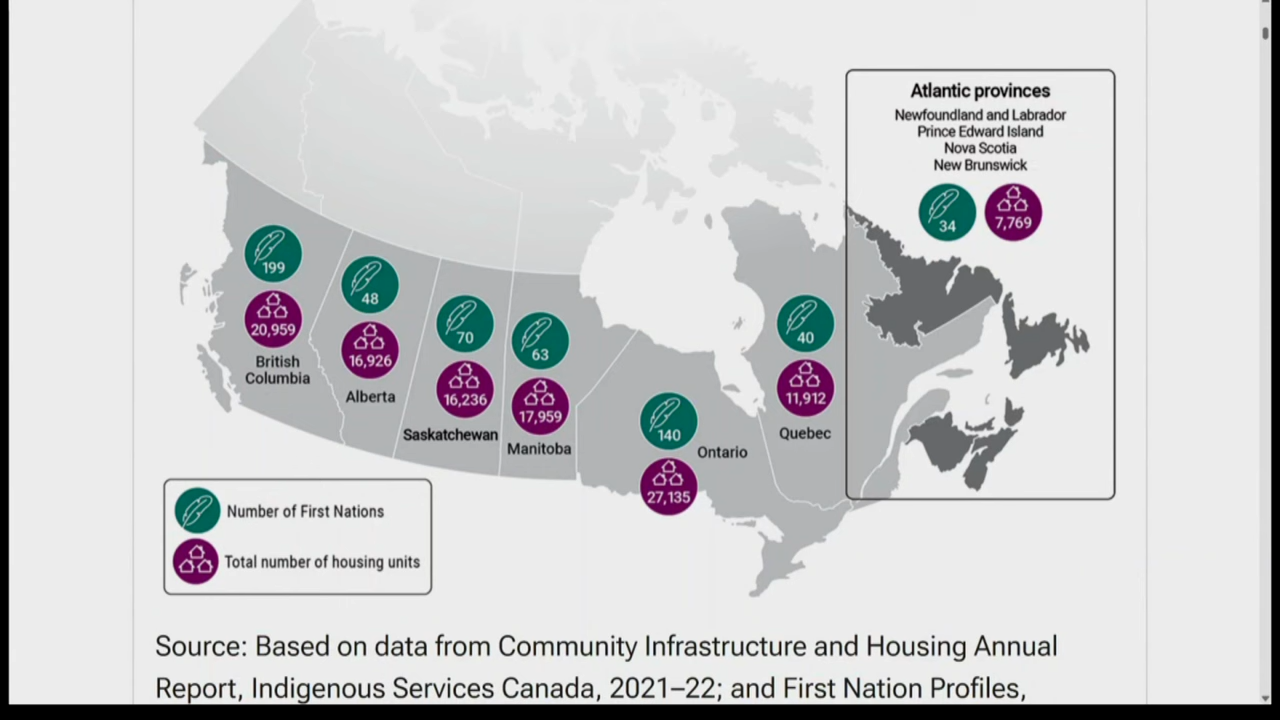 Atlantic provinces
Newfoundland and Labrador
Prince Edward Island
Nova Scotia
New Brunswick
34
7,769
199
20,959
British
Columbia
48
16,926
Alberta
70
16,236
Saskatchewan
63
17,959
Manitoba
140
27,135
Ontario
40
11,912
Quebec
Number of First Nations
Total number of housing units
Source: Based on data from Community Infrastructure and Housing Annual
Report, Indigenous Services Canada, 2021–22; and First Nation Profiles,